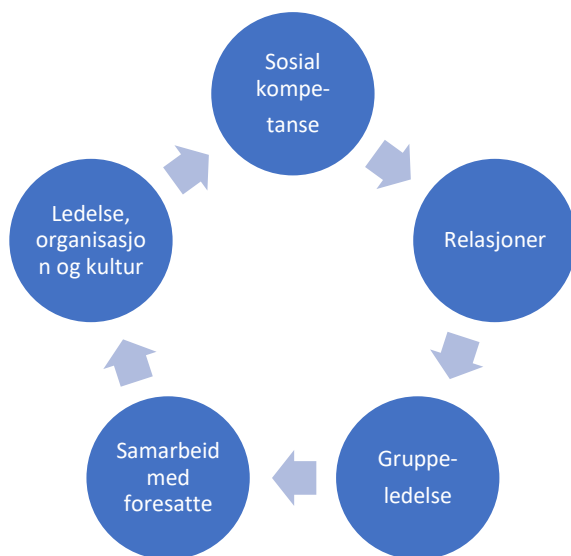 Sosial
kompe-
tanse
Relasjoner
Gruppe-
ledelse
Samarbeid
med
foresatte
Ledelse,
organisasjo
n og kultur